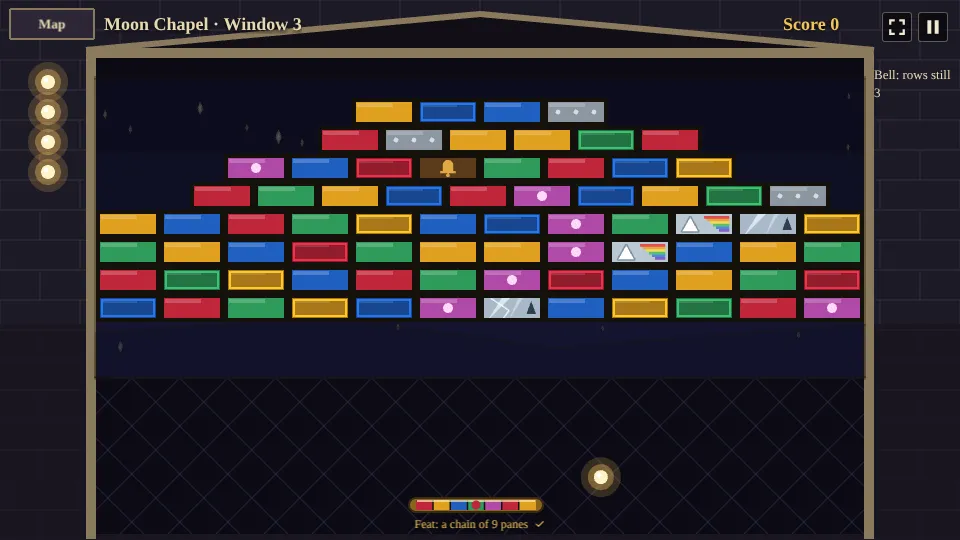 Map
Moon Chapel · Window 3
Score 0
Bell: rows still
3
Feat: a chain of 9 panes ✓